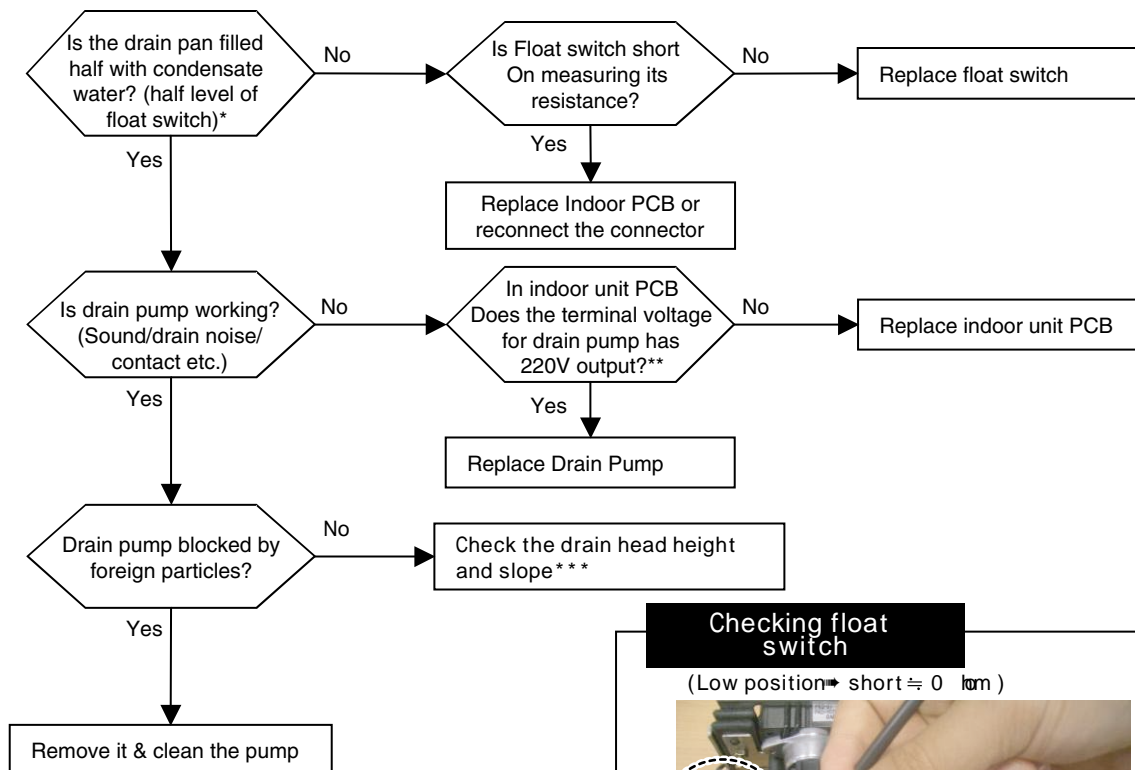 Is the drain pan filled
half with condensate
water? (half level of
float switch)*
No
Is Float switch short
On measuring its
resistance?
No
Replace float switch
Yes
Yes
Replace Indoor PCB or
reconnect the connector
Is drain pump working?
(Sound/drain noise/
contact etc.)
No
In indoor unit PCB
Does the terminal voltage
for drain pump has
220V output?**
No
Replace indoor unit PCB
Yes
Yes
Replace Drain Pump
Drain pump blocked by
foreign particles?
No
Check the drain head height
and slope***
Yes
Remove it & clean the pump
Checking float
switch
(Low position➠ short ≒ 0 )